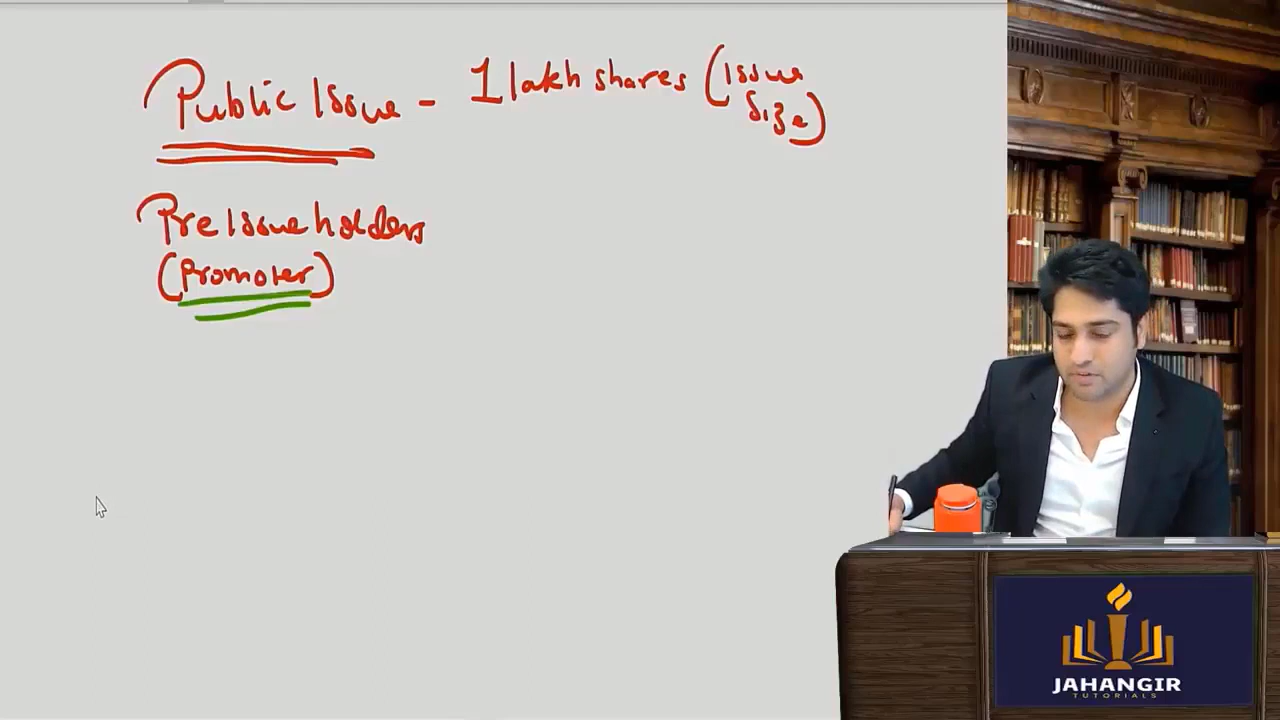 Public Issue - 1 lakh shares (Issue
Size)
Pre Issue holders
(Promoter)
JAHANGIR
TUTORIALS